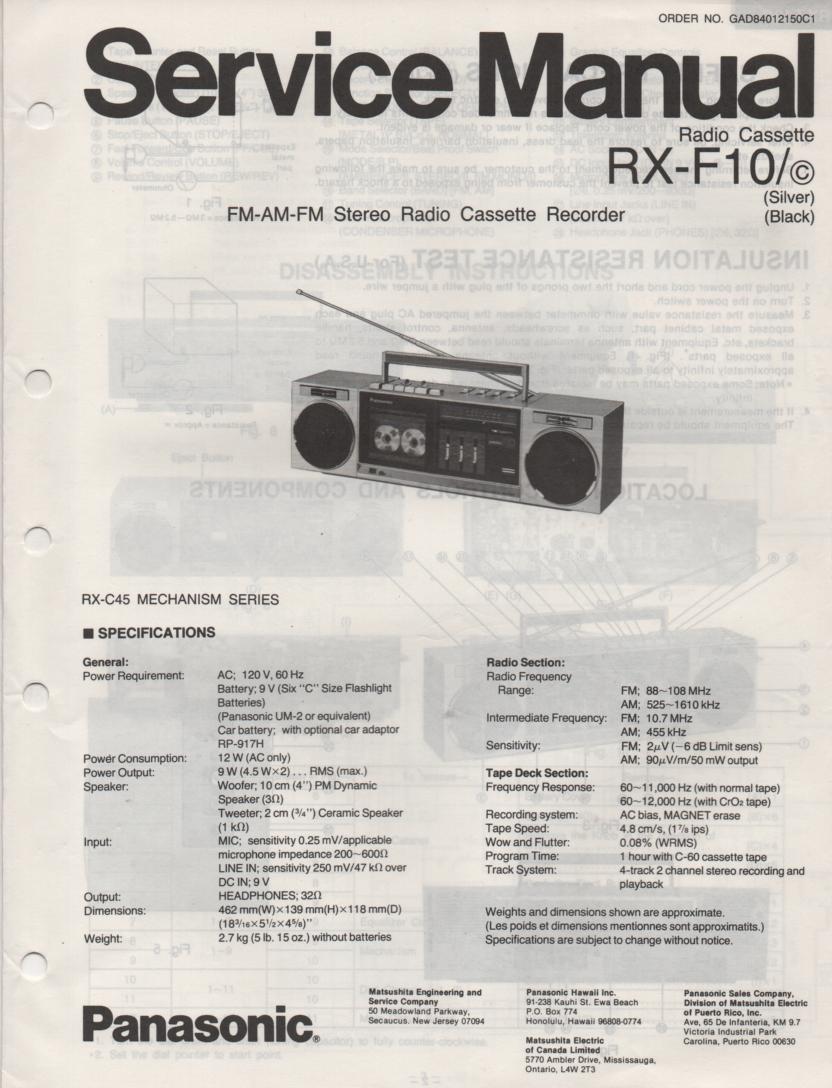 ORDER NO. GAD84012150C1
Service Manual
Radio Cassette
RX-F10/©
(Silver)
(Black)
FM-AM-FM Stereo Radio Cassette Recorder
Panasonic
RX-C45 MECHANISM SERIES
■ SPECIFICATIONS
General:
Power Requirement: AC; 120 V, 60 Hz
Battery; 9 V (Six "C" Size Flashlight
Batteries)
(Panasonic UM-2 or equivalent)
Car battery; with optional car adaptor
RP-917H
Power Consumption: 12 W (AC only)
Power Output: 9 W (4.5 W×2) . . . RMS (max.)
Speaker: Woofer; 10 cm (4") PM Dynamic
Speaker (3Ω)
Tweeter; 2 cm (3/4") Ceramic Speaker
(1 kΩ)
Input: MIC; sensitivity 0.25 mV/applicable
microphone impedance 200~600Ω
LINE IN; sensitivity 250 mV/47 kΩ over
DC IN; 9 V
Output: HEADPHONES; 32Ω
Dimensions: 462 mm(W)×139 mm(H)×118 mm(D)
(18 3/16×5 1/2×4 5/8)"
Weight: 2.7 kg (5 lb. 15 oz.) without batteries
Radio Section:
Radio Frequency
Range: FM; 88~108 MHz
AM; 525~1610 kHz
Intermediate Frequency: FM; 10.7 MHz
AM; 455 kHz
Sensitivity: FM; 2μV (−6 dB Limit sens)
AM; 90μV/m/50 mW output
Tape Deck Section:
Frequency Response: 60~11,000 Hz (with normal tape)
60~12,000 Hz (with CrO2 tape)
Recording system: AC bias, MAGNET erase
Tape Speed: 4.8 cm/s, (1 7/8 ips)
Wow and Flutter: 0.08% (WRMS)
Program Time: 1 hour with C-60 cassette tape
Track System: 4-track 2 channel stereo recording and
playback
Weights and dimensions shown are approximate.
(Les poids et dimensions mentionnes sont approximatits.)
Specifications are subject to change without notice.
Panasonic®
Matsushita Engineering and
Service Company
50 Meadowland Parkway,
Secaucus. New Jersey 07094
Panasonic Hawaii Inc.
91-238 Kauhi St. Ewa Beach
P.O. Box 774
Honolulu, Hawaii 96808-0774
Matsushita Electric
of Canada Limited
5770 Ambler Drive, Mississauga,
Ontario, L4W 2T3
Panasonic Sales Company,
Division of Matsushita Electric
of Puerto Rico, Inc.
Ave, 65 De Infanteria, KM 9.7
Victoria Industrial Park
Carolina, Puerto Rico 00630